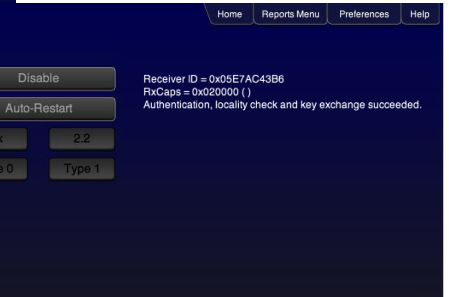 Home Reports Menu Preferences Help
Disable
Auto-Restart
2.2
Type 1
Receiver ID = 0x05E7AC43B6
RxCaps = 0x020000 ( )
Authentication, locality check and key exchange succeeded.